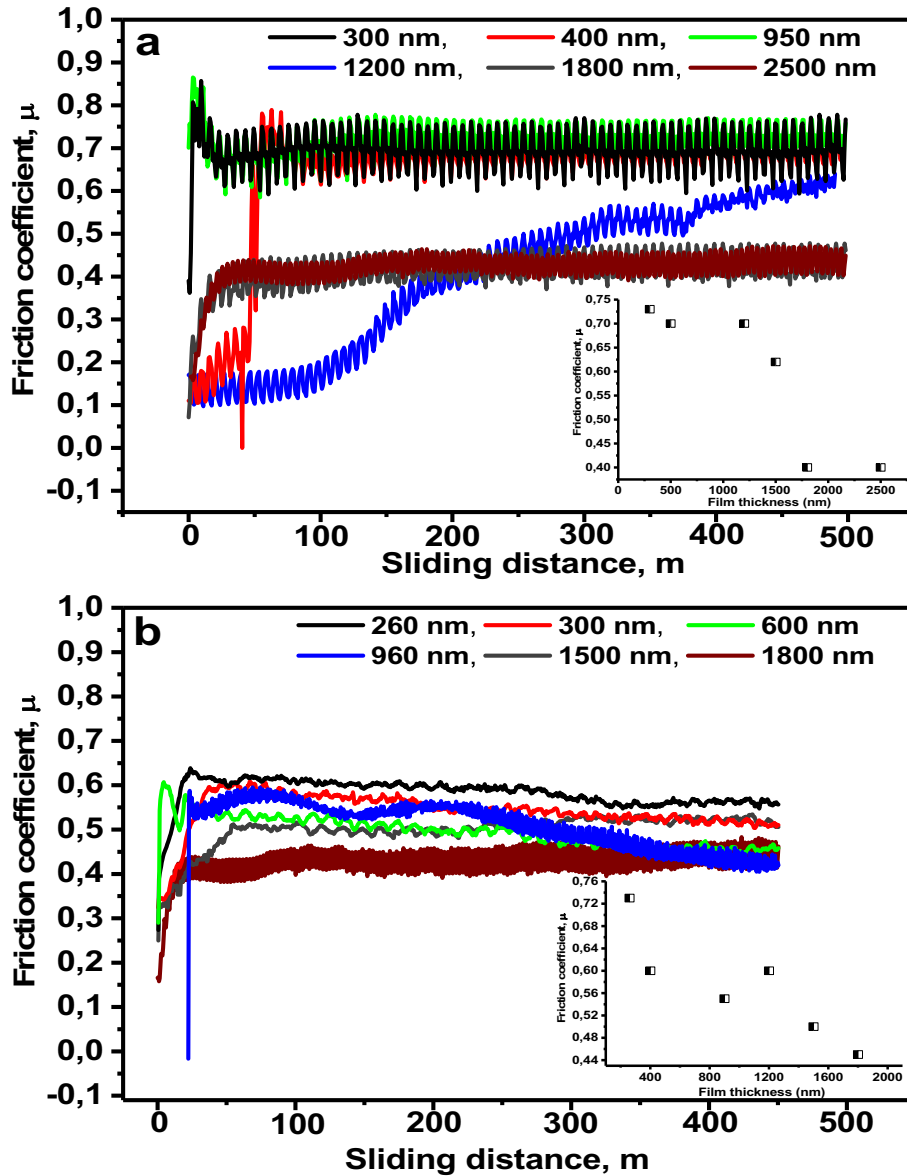 a
300 nm, 400 nm, 950 nm
1200 nm, 1800 nm, 2500 nm
Friction coefficient, μ
1,0
0,9
0,8
0,7
0,6
0,5
0,4
0,3
0,2
0,1
0,0
-0,1
0 100 200 300 400 500
Sliding distance, m
Friction coefficient, μ
0,75
0,70
0,65
0,60
0,55
0,50
0,45
0,40
0 500 1000 1500 2000 2500
Film thickness (nm)
b
260 nm, 300 nm, 600 nm
960 nm, 1500 nm, 1800 nm
Friction coefficient, μ
1,0
0,9
0,8
0,7
0,6
0,5
0,4
0,3
0,2
0,1
0,0
-0,1
0 100 200 300 400 500
Sliding distance, m
Friction coefficient, μ
0,76
0,72
0,68
0,64
0,60
0,56
0,52
0,48
0,44
400 800 1200 1600 2000
Film thickness (nm)